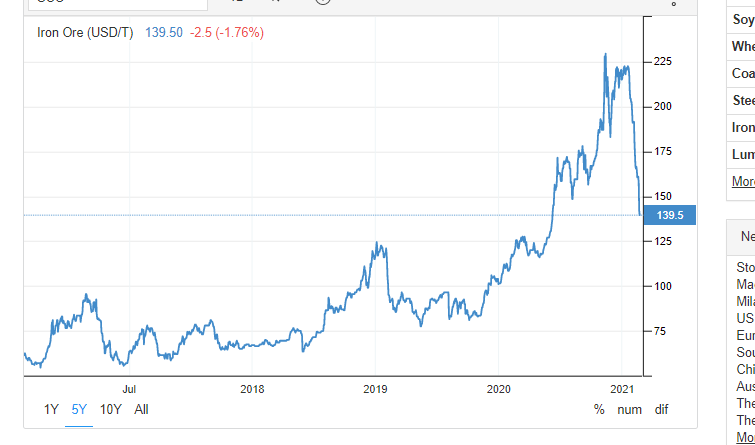 Iron Ore (USD/T) 139.50 -2.5 (-1.76%)
225
200
175
150
139.5
125
100
75
Jul 2018 2019 2020 2021
1Y 5Y 10Y All
% num dif
Soy
Whe
Coa
Stee
Iron
Lum
More
Ne
Sto
Ma
Mila
US
Eur
Sou
Chi
Aus
The
The
Mo